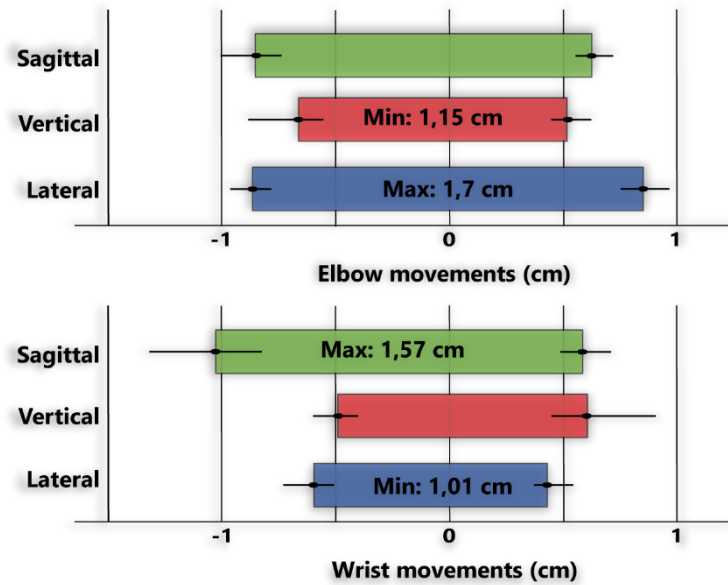 Sagittal
Vertical
Min: 1,15 cm
Lateral
Max: 1,7 cm
-1
0
1
Elbow movements (cm)
Sagittal
Max: 1,57 cm
Vertical
Lateral
Min: 1,01 cm
-1
0
1
Wrist movements (cm)